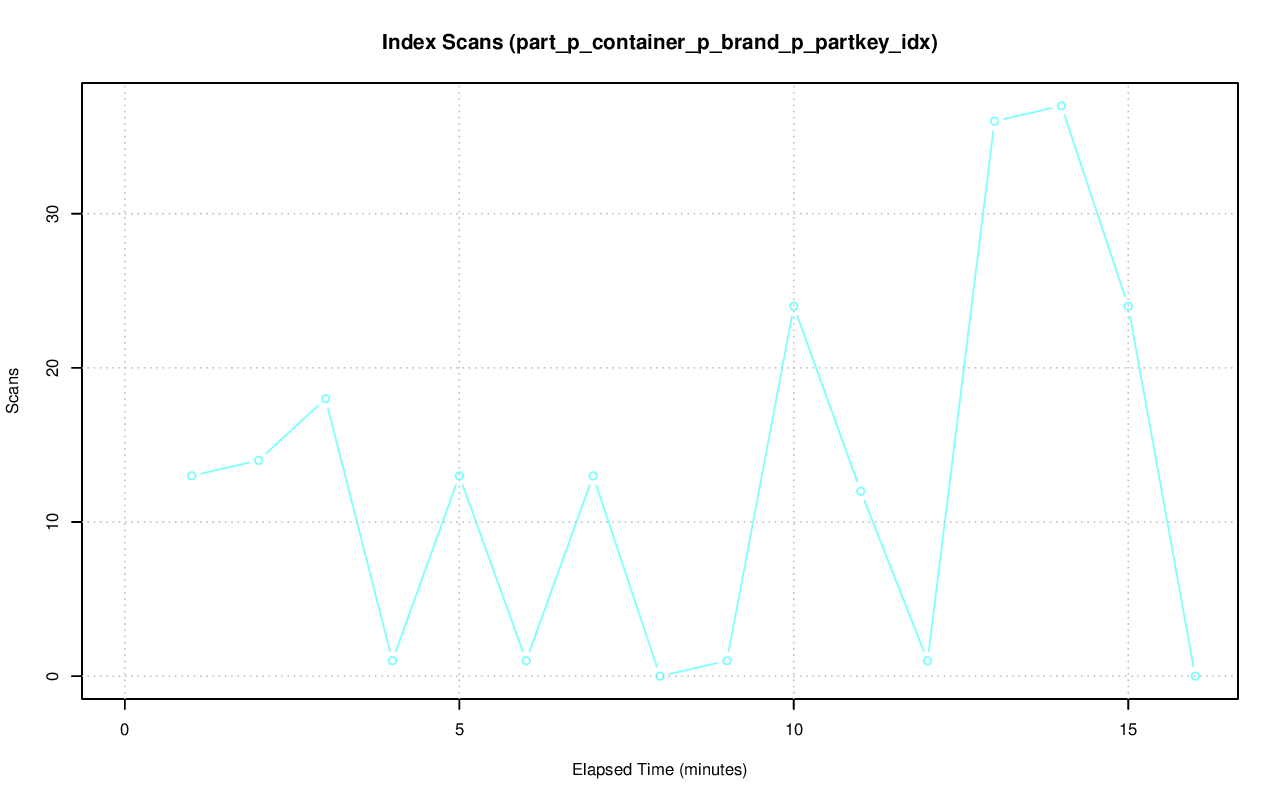 Index Scans (part_p_container_p_brand_p_partkey_idx)
30
20
10
0
Scans
0 5 10 15
Elapsed Time (minutes)